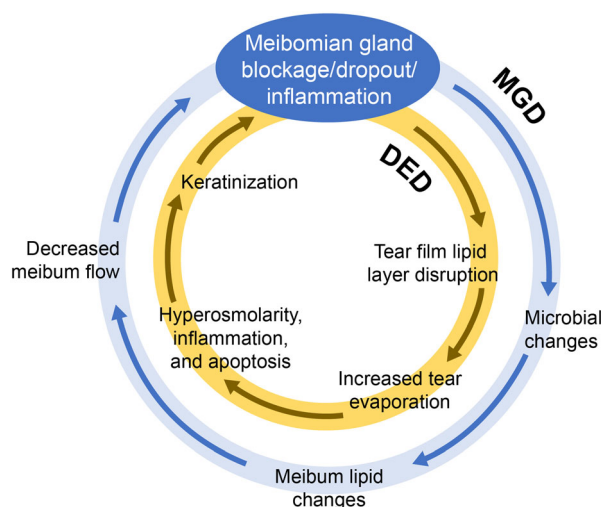 Meibomian gland
blockage/dropout/
inflammation
MGD
DED
Keratinization
Decreased
meibum flow
Tear film lipid
layer disruption
Hyperosmolarity,
inflammation,
and apoptosis
Microbial
changes
Increased tear
evaporation
Meibum lipid
changes